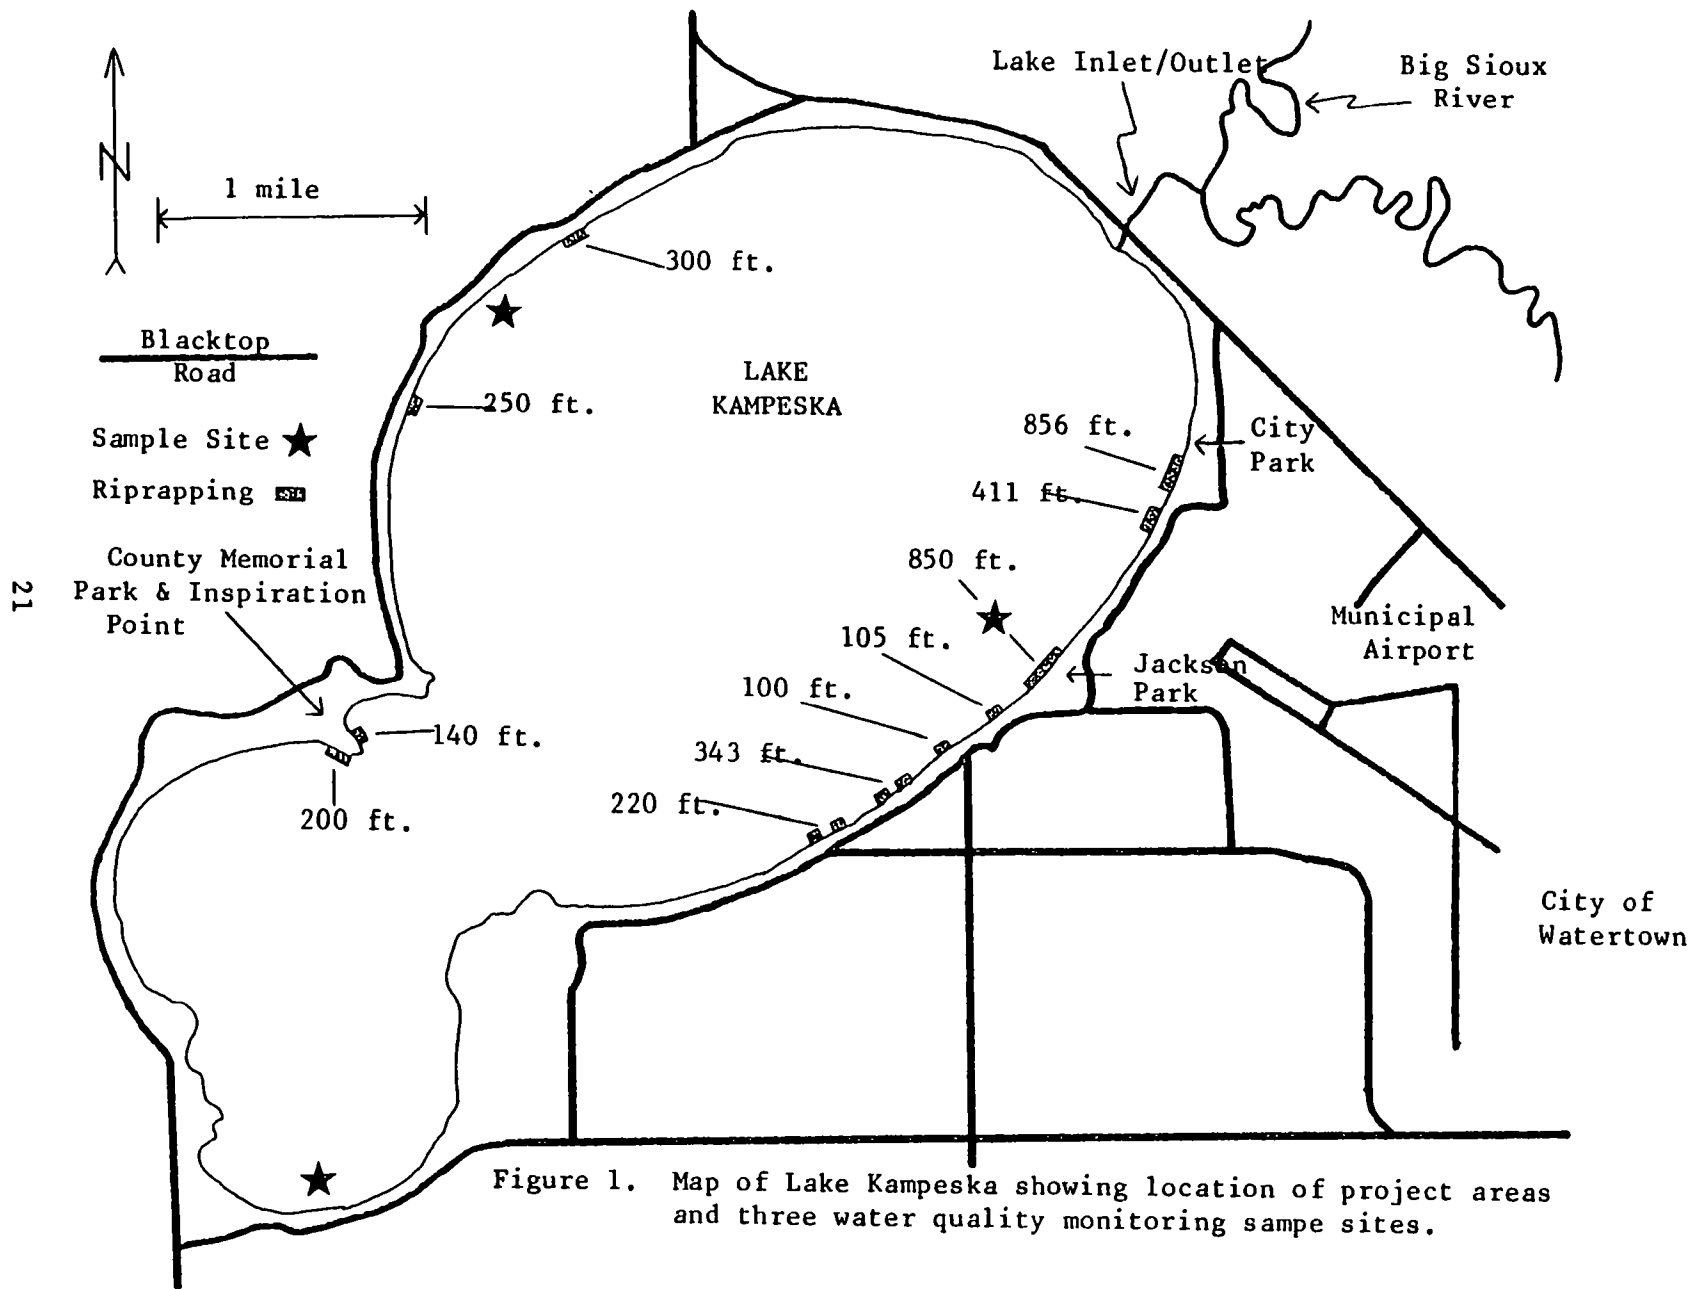 Lake Inlet/Outlet
Big Sioux
River
N
1 mile
300 ft.
Blacktop
Road
LAKE
KAMPESKA
250 ft.
Sample Site
856 ft.
City
Park
Riprapping
411 ft.
County Memorial
Park & Inspiration
Point
850 ft.
21
Municipal
Airport
105 ft.
Jackson
Park
100 ft.
140 ft.
343 ft.
220 ft.
200 ft.
City of
Watertown
Figure 1. Map of Lake Kampeska showing location of project areas
and three water quality monitoring sampe sites.